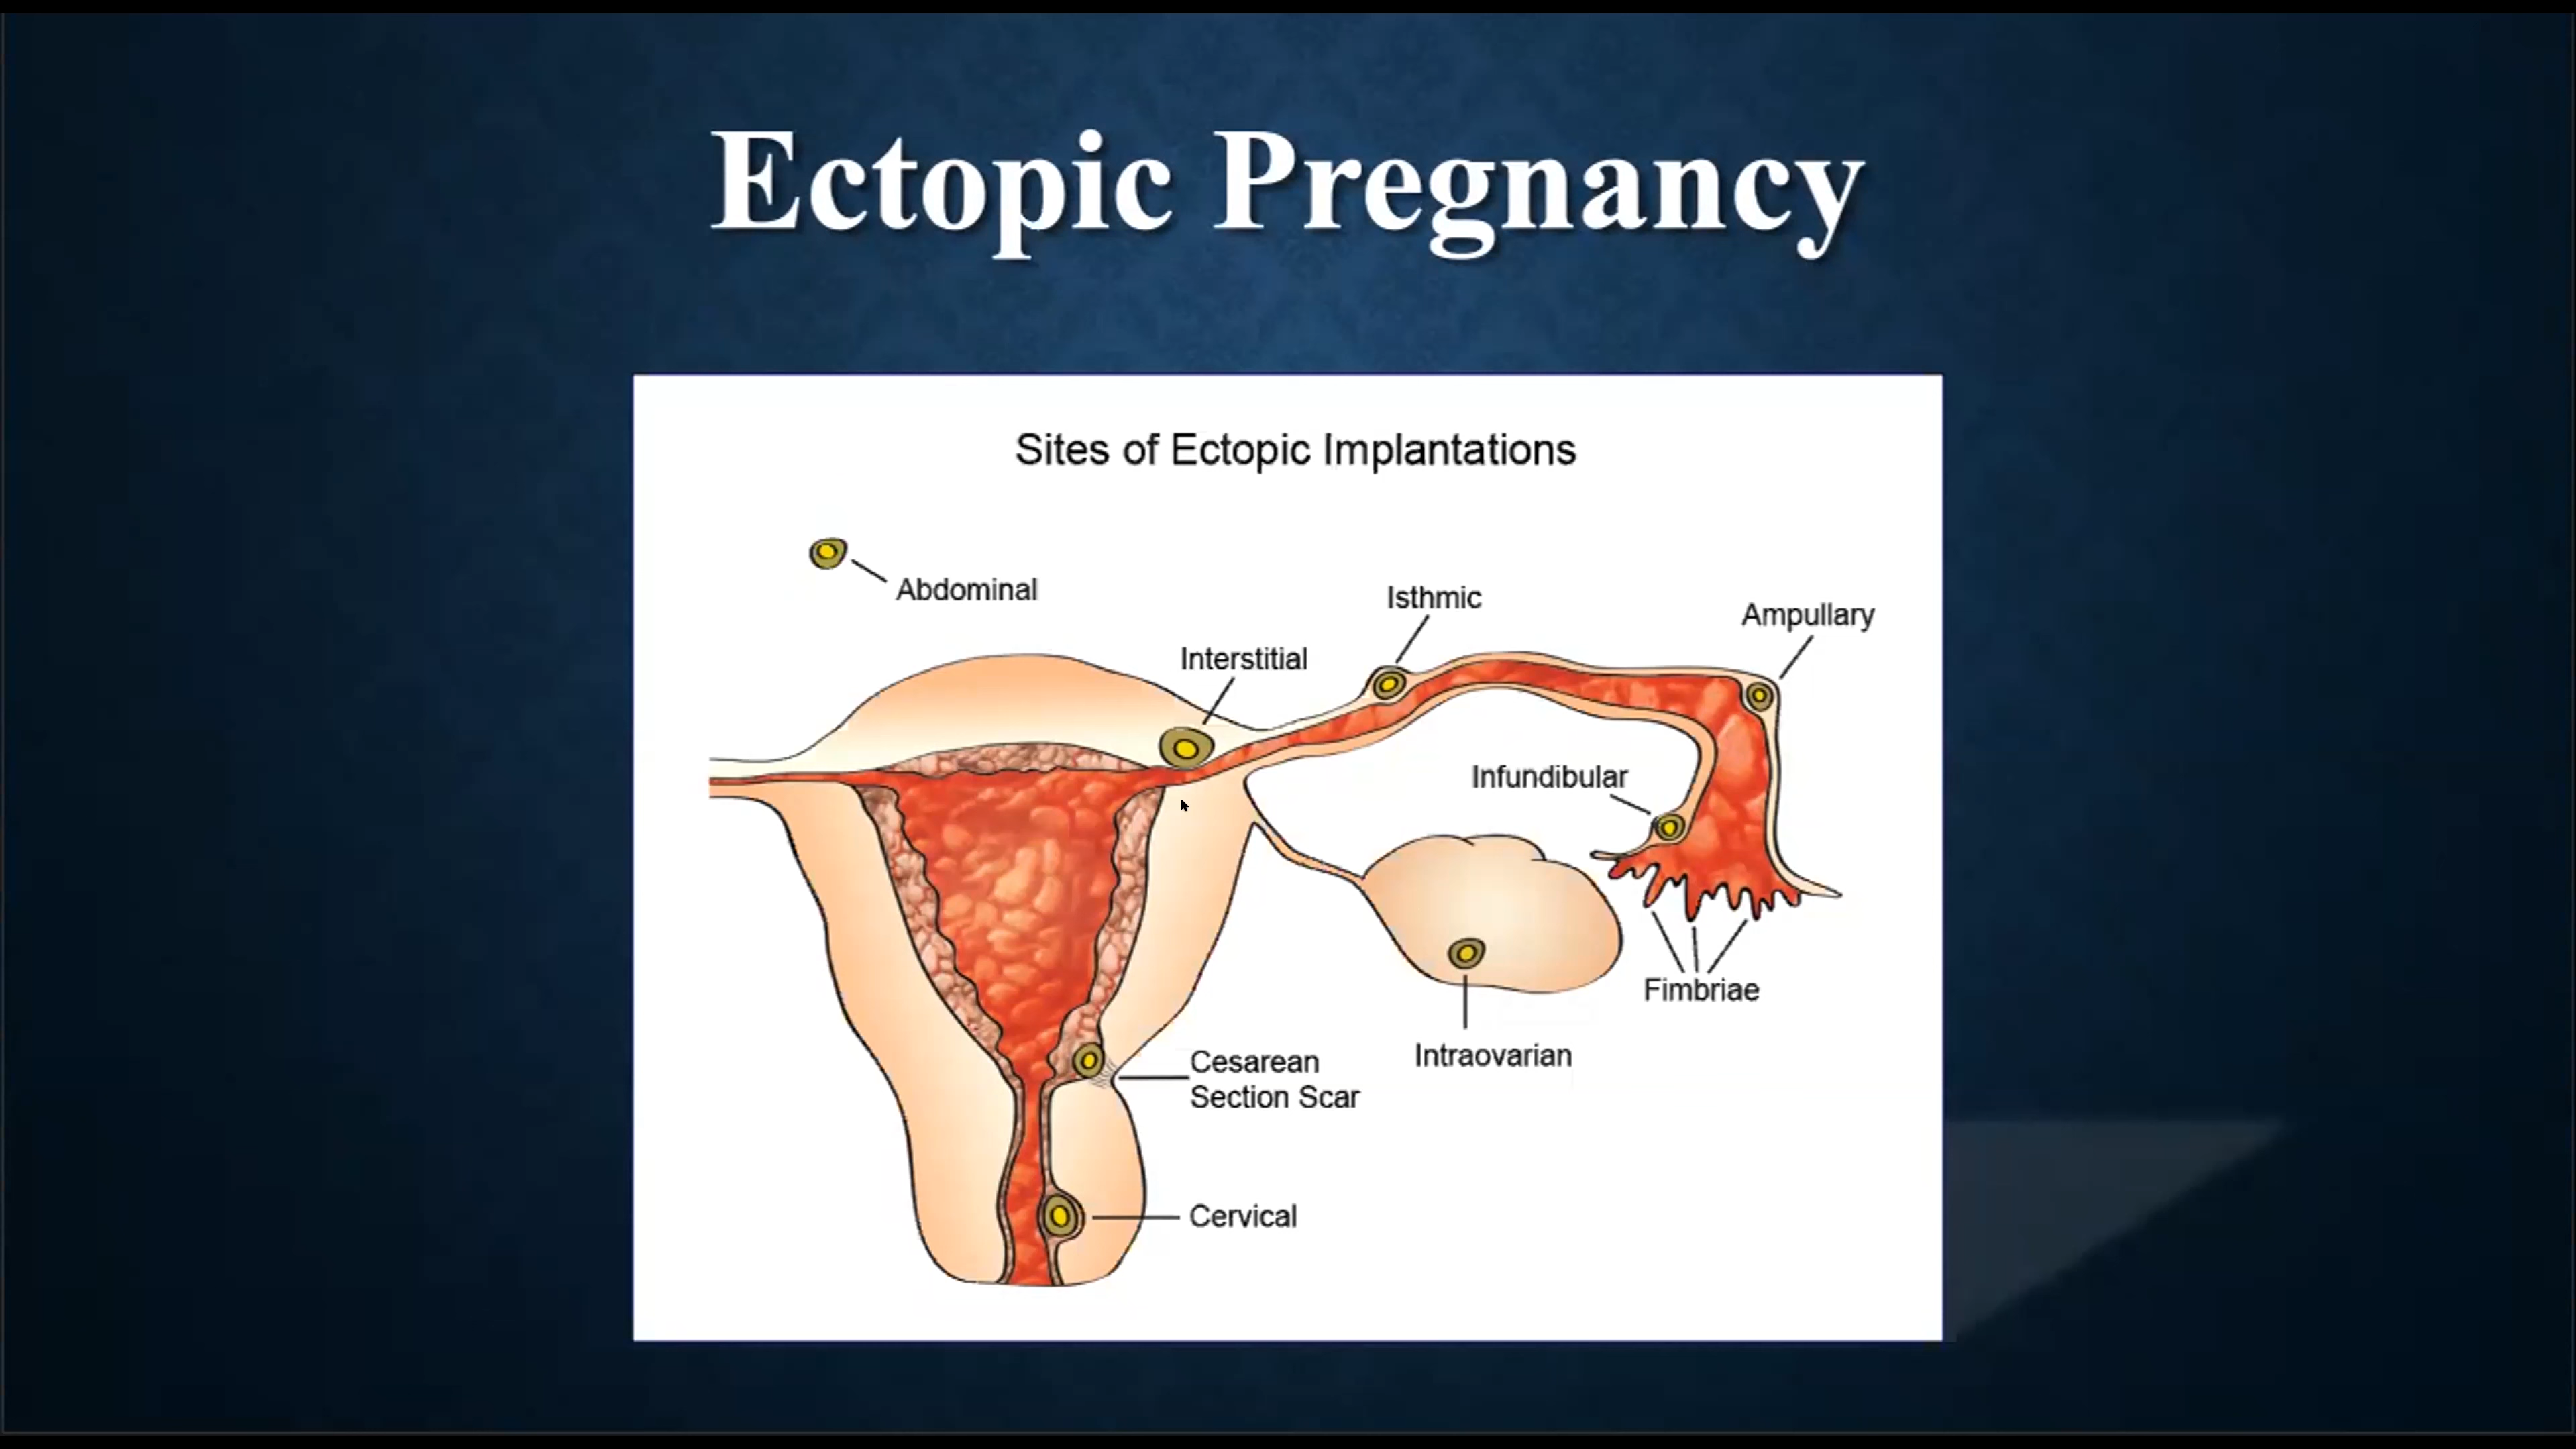 Ectopic Pregnancy
Sites of Ectopic Implantations
Abdominal
Isthmic
Ampullary
Interstitial
Infundibular
Fimbriae
Intraovarian
Cesarean
Section Scar
Cervical